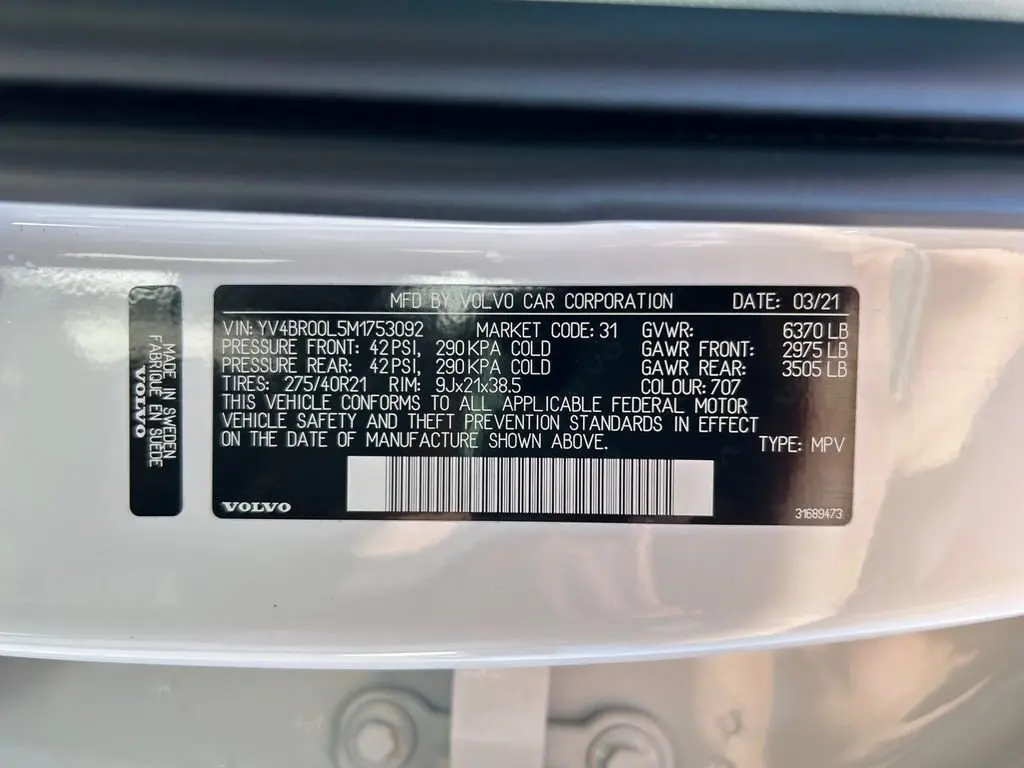 MADE IN SWEDEN
FABRIQUÉ EN SUÈDE
VOLVO
MFD BY VOLVO CAR CORPORATION DATE: 03/21
VIN: YV4BR00L5M1753092 MARKET CODE: 31 GVWR: 6370 LB
PRESSURE FRONT: 42 PSI, 290 KPA COLD GAWR FRONT: 2975 LB
PRESSURE REAR: 42 PSI, 290 KPA COLD GAWR REAR: 3505 LB
TIRES: 275/40R21 RIM: 9Jx21x38.5 COLOUR: 707
THIS VEHICLE CONFORMS TO ALL APPLICABLE FEDERAL MOTOR
VEHICLE SAFETY AND THEFT PREVENTION STANDARDS IN EFFECT
ON THE DATE OF MANUFACTURE SHOWN ABOVE. TYPE: MPV
VOLVO 31689473